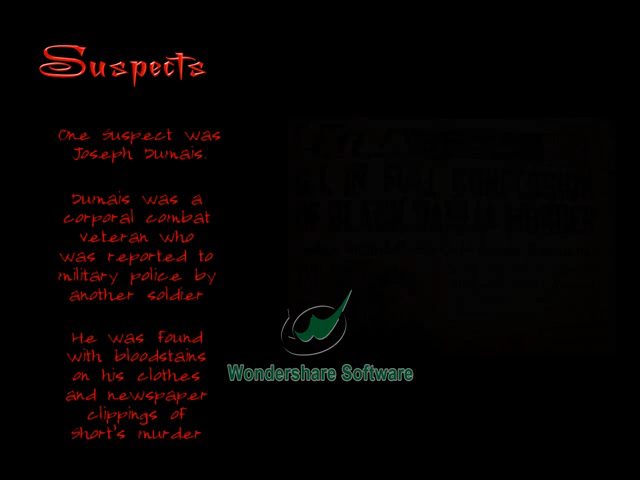 Suspects
One Suspect was
Joseph Dumais.
Dumais was a
corporal combat
veteran who
was reported to
military police by
another soldier
He was found
with bloodstains
on his clothes
and newspaper
clippings of
Short's murder
Wondershare Software